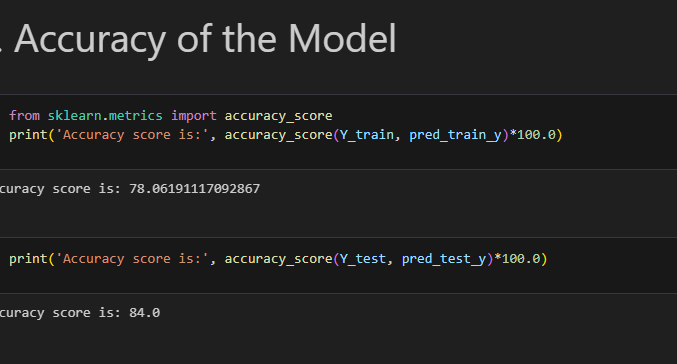 . Accuracy of the Model
from sklearn.metrics import accuracy_score
print('Accuracy score is:', accuracy_score(Y_train, pred_train_y)*100.0)
curacy score is: 78.06191117092867
print('Accuracy score is:', accuracy_score(Y_test, pred_test_y)*100.0)
curacy score is: 84.0